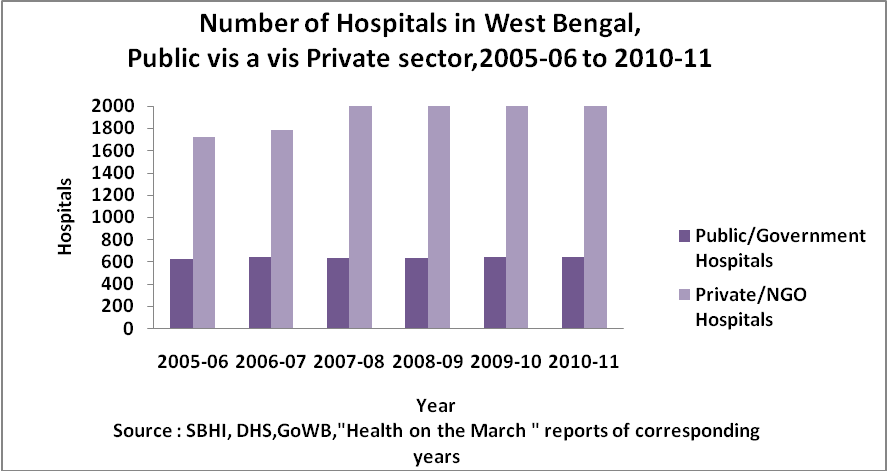 Number of Hospitals in West Bengal,
Public vis a vis Private sector,2005-06 to 2010-11
2000
1800
1600
1400
1200
1000
800
600
400
200
0
Hospitals
Public/Government
Hospitals
Private/NGO
Hospitals
2005-06 2006-07 2007-08 2008-09 2009-10 2010-11
Year
Source : SBHI, DHS,GoWB,"Health on the March " reports of corresponding
years